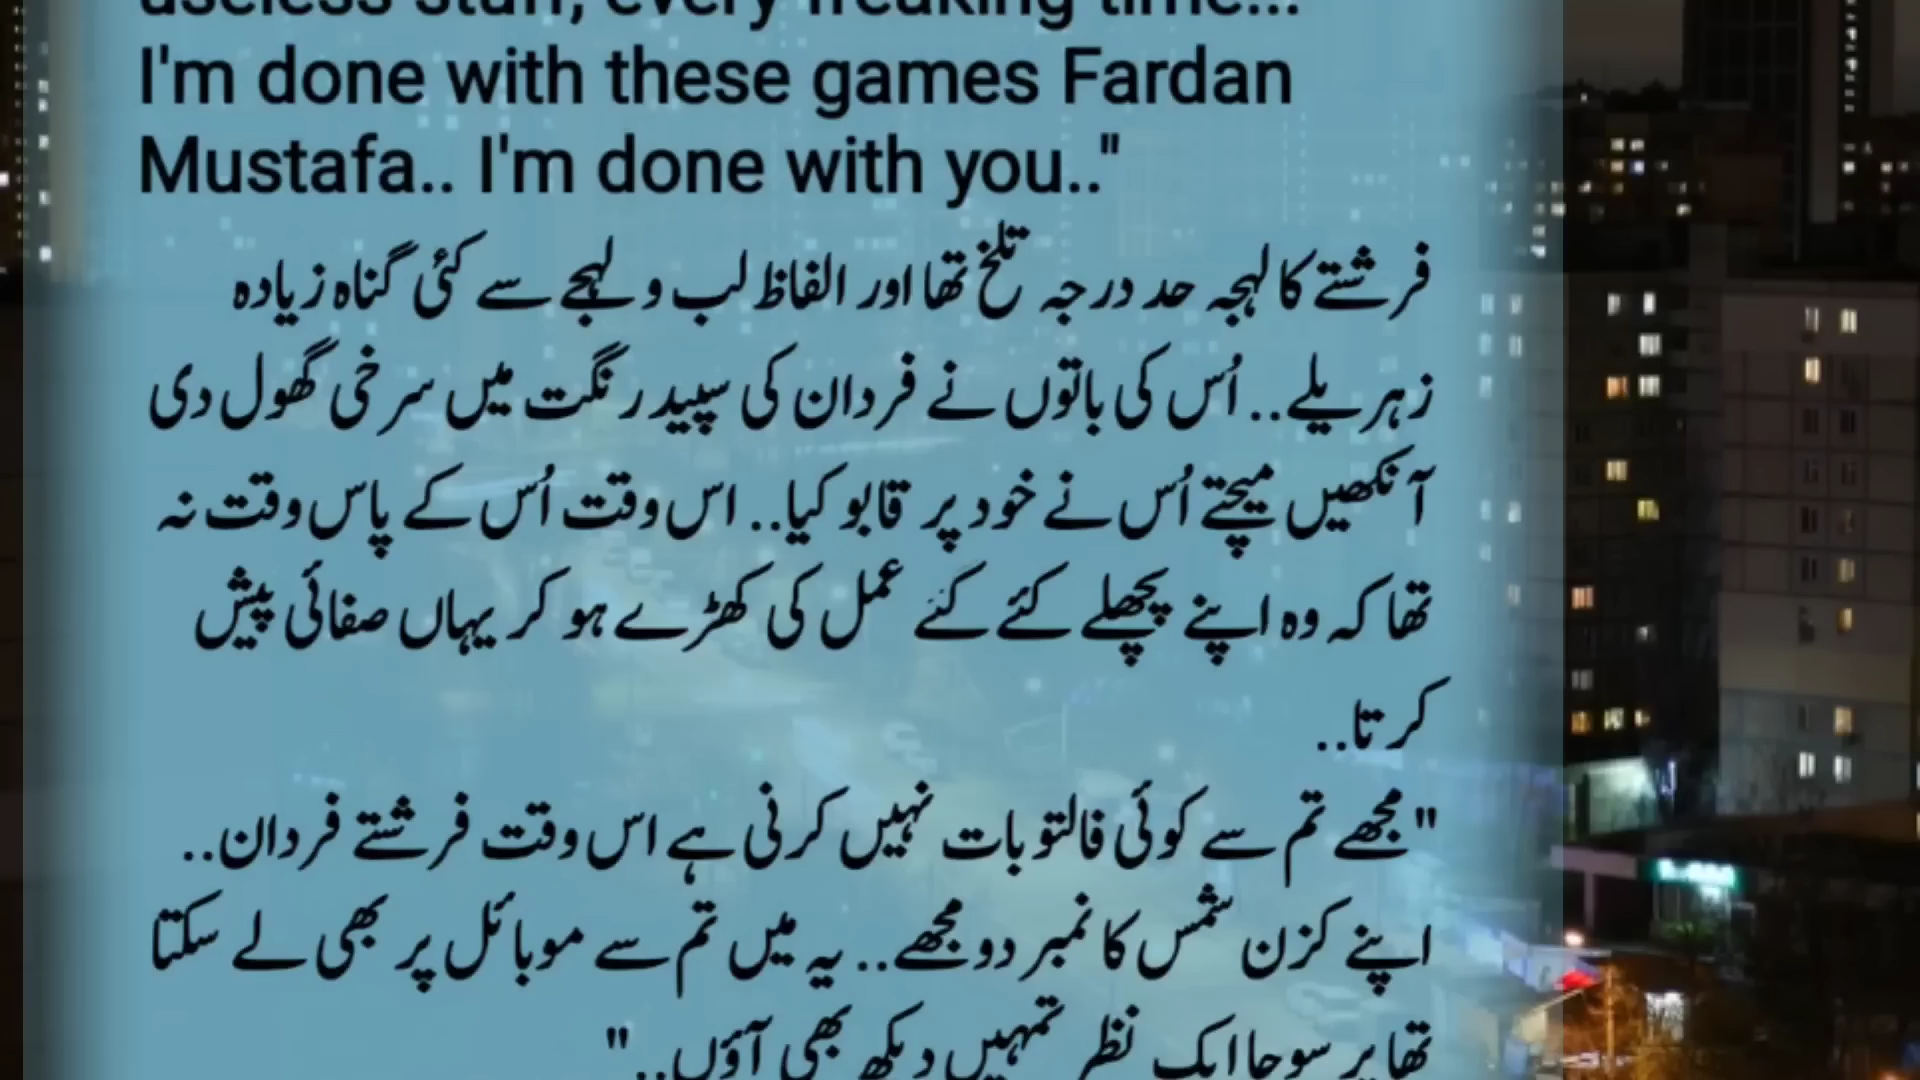 useless stuff, every freaking time...
I'm done with these games Fardan
Mustafa.. I'm done with you.."
فرشتے کا لہجہ حد درجہ تلخ تھا اور الفاظ لب و لہجے سے کئی گناہ زیادہ
زہریلے.. اُس کی باتوں نے فردان کی سپید رنگت میں سرخی گھول دی
آنکھیں میچتے اُس نے خود پر قابو کیا.. اس وقت اُس کے پاس وقت نہ
تھا کہ وہ اپنے پچھلے کئے گئے عمل کی کھڑے ہو کر یہاں صفائی پیش
کرتا..
"مجھے تم سے کوئی فالتو بات نہیں کرنی ہے اس وقت فرشتے فردان..
اپنے کزن شمس کا نمبر دو مجھے.. یہ میں تم سے موبائل پر بھی لے سکتا
تھا پر سوچا ایک نظر تمہیں دیکھ بھی آؤں.."